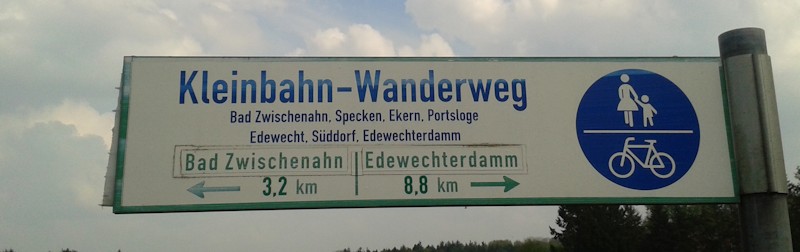 Kleinbahn-Wanderweg
Bad Zwischenahn, Specken, Ekern, Portsloge
Edewecht, Süddorf, Edewechterdamm
Bad Zwischenahn Edewechterdamm
3,2 km 8,8 km